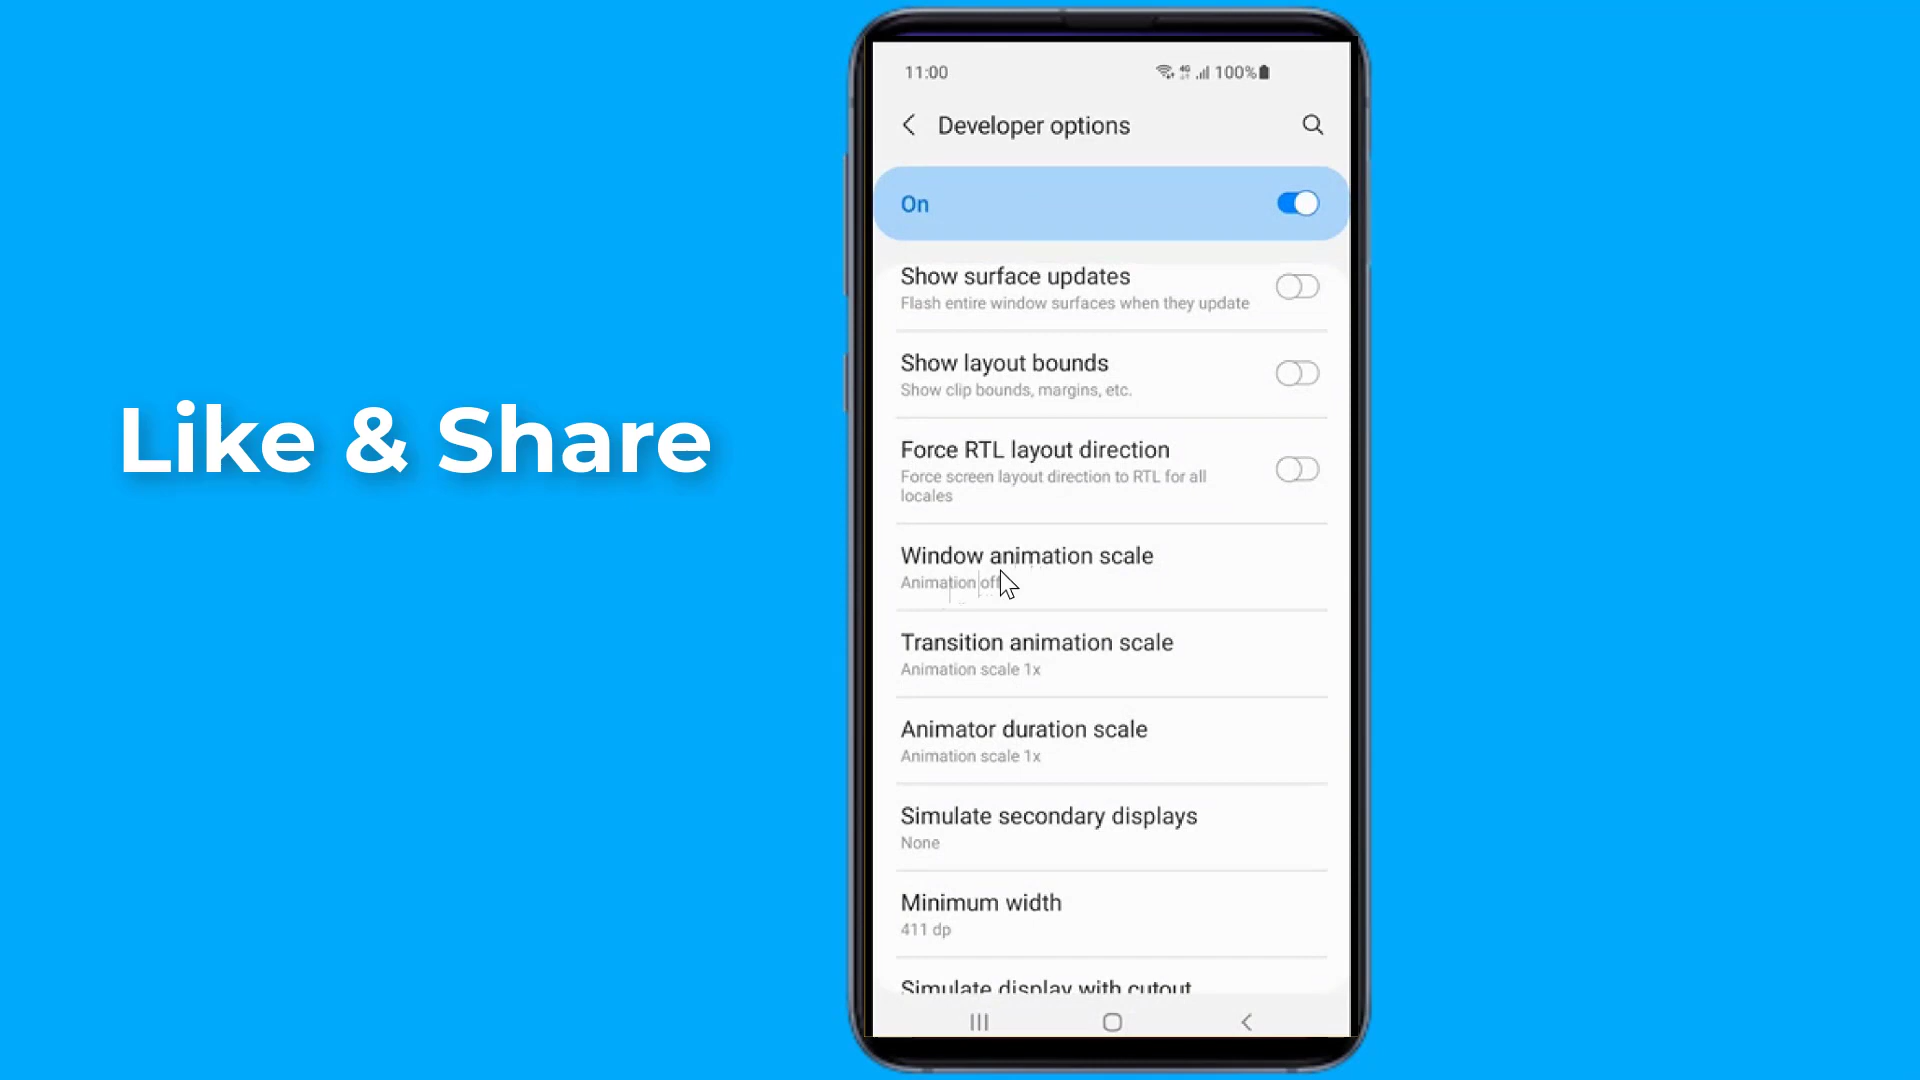 Like & Share
11:00
4G 100%
Developer options
On
Show surface updates
Flash entire window surfaces when they update
Show layout bounds
Show clip bounds, margins, etc.
Force RTL layout direction
Force screen layout direction to RTL for all
locales
Window animation scale
Animation off
Transition animation scale
Animation scale 1x
Animator duration scale
Animation scale 1x
Simulate secondary displays
None
Minimum width
411 dp
Simulate display with cutout